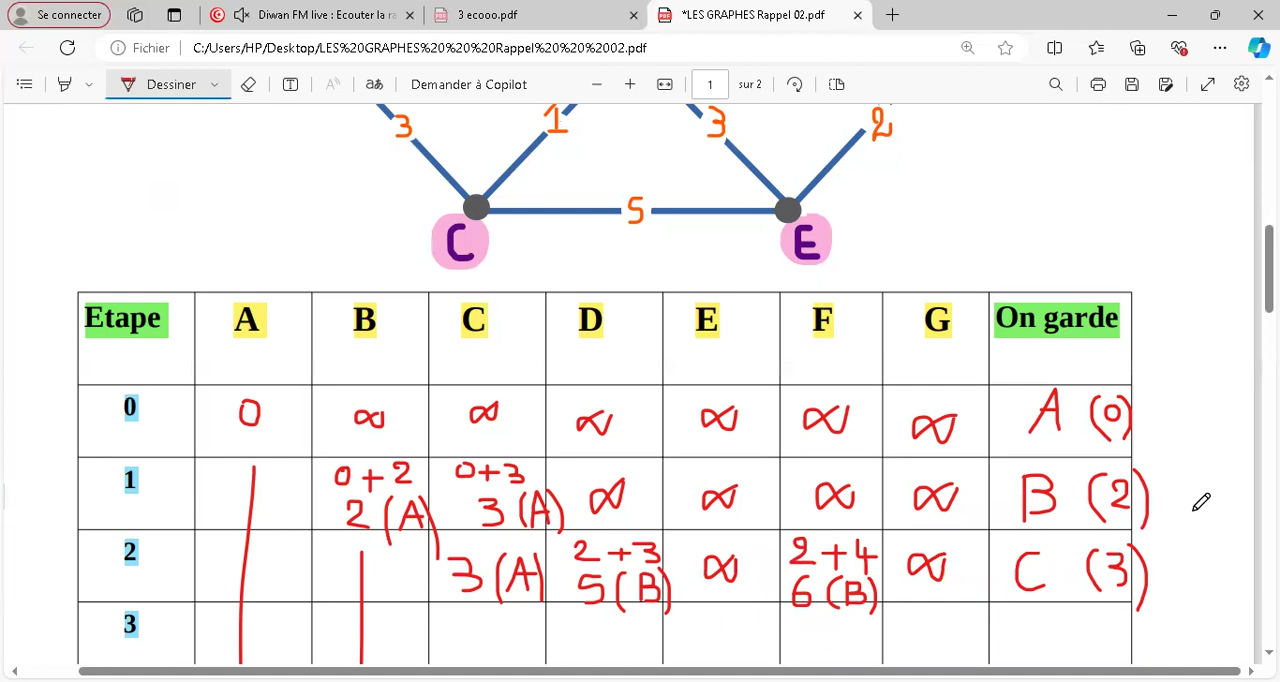 Se connecter
Diwan FM live : Ecouter la ra
3 ecooo.pdf
*LES GRAPHES Rappel 02.pdf
Fichier
C:/Users/HP/Desktop/LES%20GRAPHES%20%20%20Rappel%20%20%2002.pdf
Dessiner
Demander à Copilot
1
sur 2
3 1 3 2
C 5 E
Etape A B C D E F G On garde
0 0 ∞ ∞ ∞ ∞ ∞ ∞ A (0)
1 0+2 0+3
2 (A) 3 (A) ∞ ∞ ∞ ∞ B (2)
2 2+3 2+4
3 (A) 5 (B) ∞ 6 (B) ∞ C (3)
3